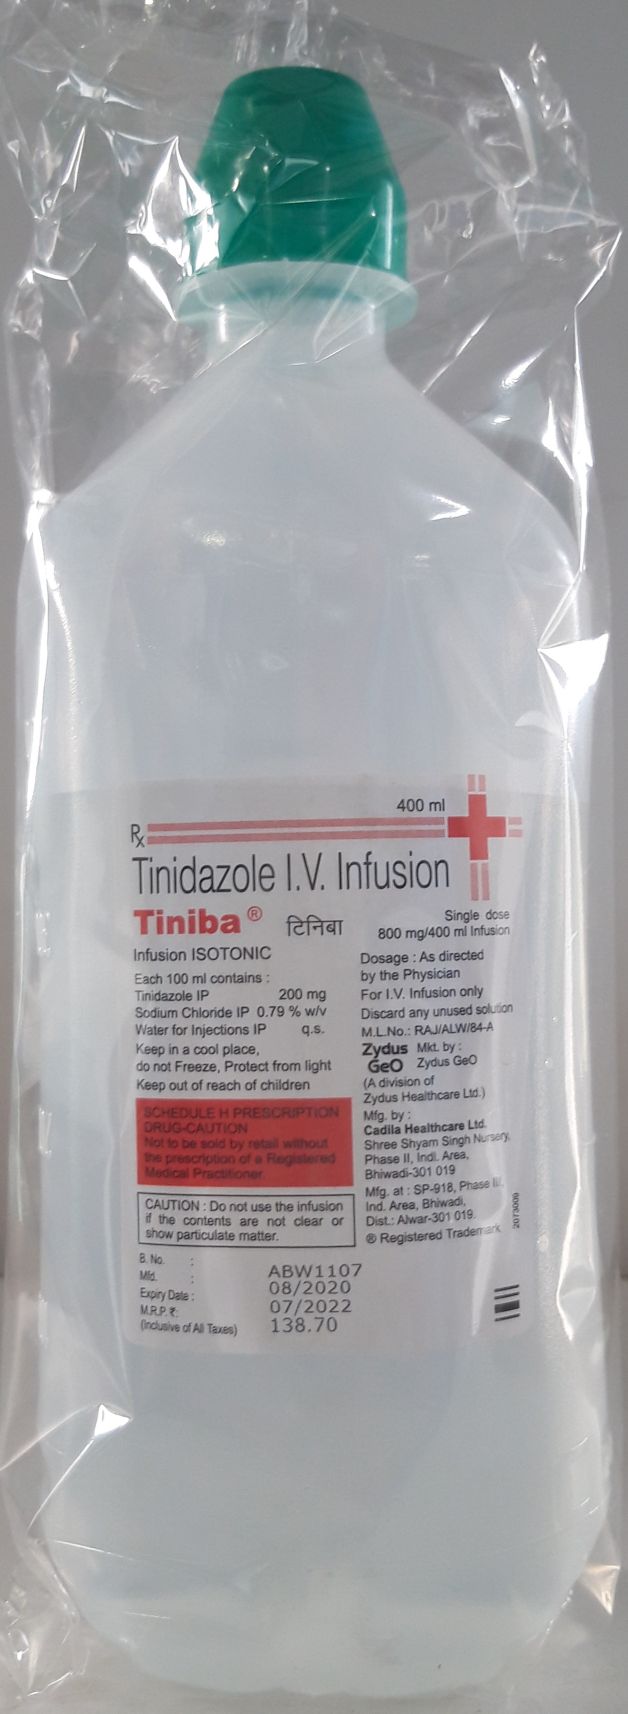 400 ml
Rx
Tinidazole I.V. Infusion
Tiniba® टिनिबा
Infusion ISOTONIC
Each 100 ml contains :
Tinidazole IP 200 mg
Sodium Chloride IP 0.79 % w/v
Water for Injections IP q.s.
Keep in a cool place,
do not Freeze, Protect from light
Keep out of reach of children
SCHEDULE H PRESCRIPTION
DRUG-CAUTION
Not to be sold by retail without
the prescription of a Registered
Medical Practitioner.
CAUTION : Do not use the infusion
if the contents are not clear or
show particulate matter.
Single dose
800 mg/400 ml Infusion
Dosage : As directed
by the Physician
For I.V. Infusion only
Discard any unused solution
M.L.No.: RAJ/ALW/84-A
Zydus GeO
Mkt. by :
Zydus GeO
(A division of
Zydus Healthcare Ltd.)
Mfg. by :
Cadila Healthcare Ltd.
Shree Shyam Singh Nursery,
Phase II, Indl. Area,
Bhiwadi-301 019
Mfg. at : SP-918, Phase III,
Ind. Area, Bhiwadi,
Dist.: Alwar-301 019.
® Registered Trademark
B. No. : ABW1107
Mfd. : 08/2020
Expiry Date : 07/2022
M.R.P. ₹: 138.70
(Inclusive of All Taxes)